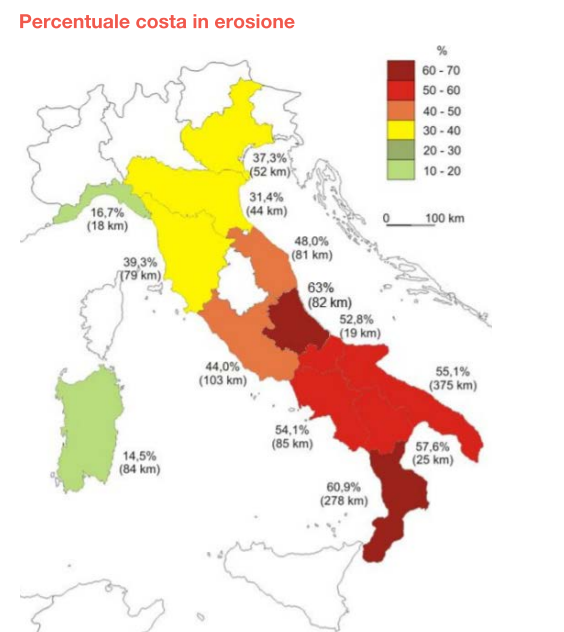 Percentuale costa in erosione
%
60 - 70
50 - 60
40 - 50
30 - 40
20 - 30
10 - 20
0 100 km
37,3%
(52 km)
31,4%
(44 km)
16,7%
(18 km)
48,0%
(81 km)
39,3%
(79 km)
63%
(82 km)
52,8%
(19 km)
44,0%
(103 km)
55,1%
(375 km)
54,1%
(85 km)
57,6%
(25 km)
14,5%
(84 km)
60,9%
(278 km)